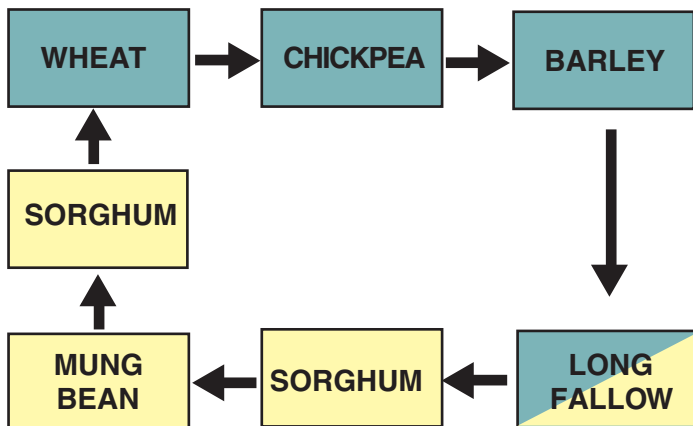 WHEAT
CHICKPEA
BARLEY
SORGHUM
MUNG
BEAN
SORGHUM
LONG
FALLOW